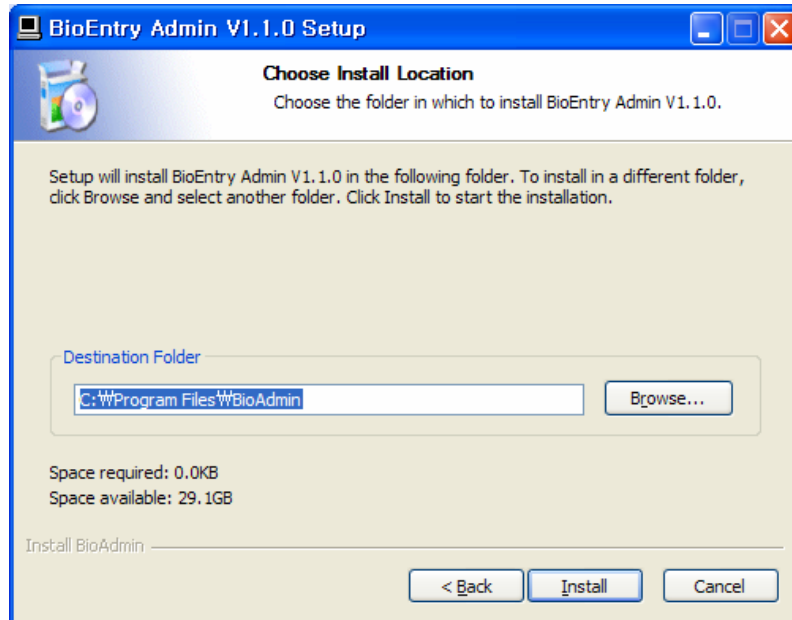 BioEntry Admin V1.1.0 Setup
Choose Install Location
Choose the folder in which to install BioEntry Admin V1.1.0.
Setup will install BioEntry Admin V1.1.0 in the following folder. To install in a different folder,
click Browse and select another folder. Click Install to start the installation.
Destination Folder
C:₩Program Files₩BioAdmin
Browse...
Space required: 0.0KB
Space available: 29.1GB
Install BioAdmin
< Back
Install
Cancel